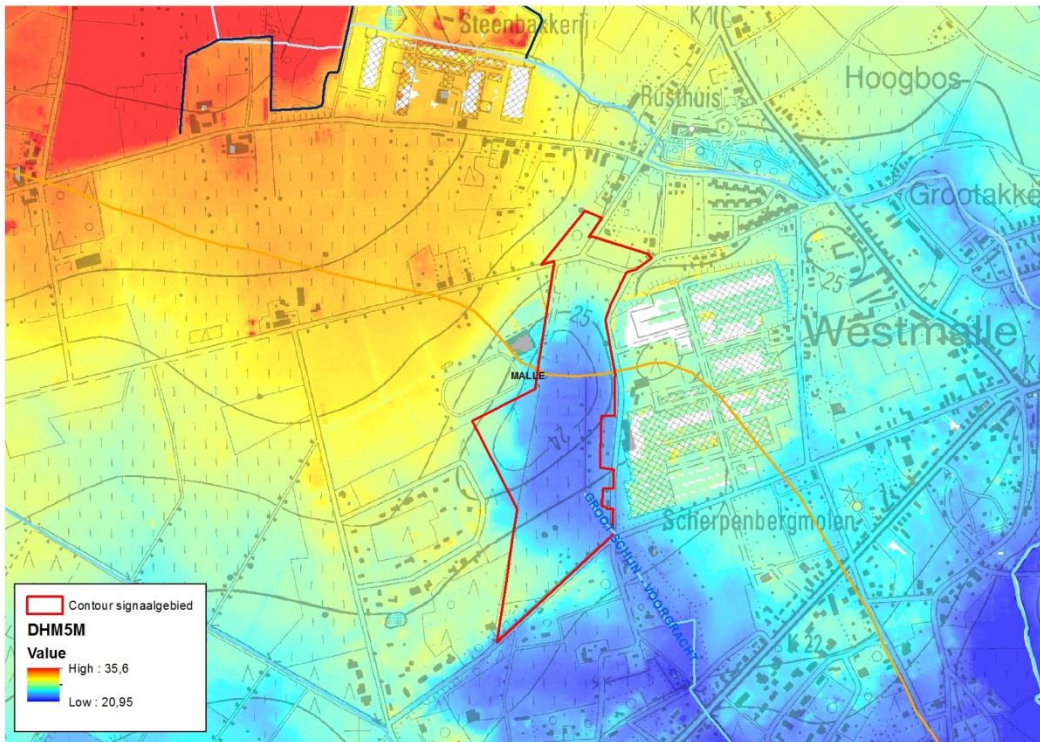 Steenbakkerij
K
Hoogbos
Rusthuis
Grootakke
25
25
Westmalle
MALLE
24
K
Scherpenbergmolen
GROOT SCHIJN - VOORGRACHT
K 22
Contour signaalgebied
DHM5M
Value
High : 35,6
Low : 20,95